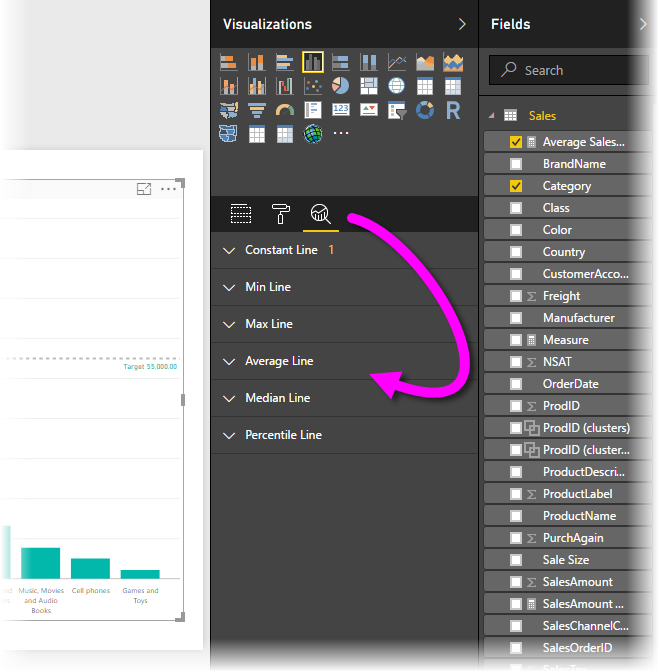 Visualizations
Fields
Search
123
R
Sales
Average Sales...
BrandName
Category
Class
Color
Country
CustomerAcco...
Freight
Manufacturer
Measure
NSAT
OrderDate
ProdID
ProdID (clusters)
ProdID (cluster...
ProductDescri...
ProductLabel
ProductName
PurchAgain
Sale Size
SalesAmount
SalesAmount ...
SalesChannelC...
SalesOrderID
Constant Line 1
Min Line
Max Line
Average Line
Median Line
Percentile Line
Target 55,000.00
Music, Movies
and Audio
Books
Cell phones
Games and
Toys